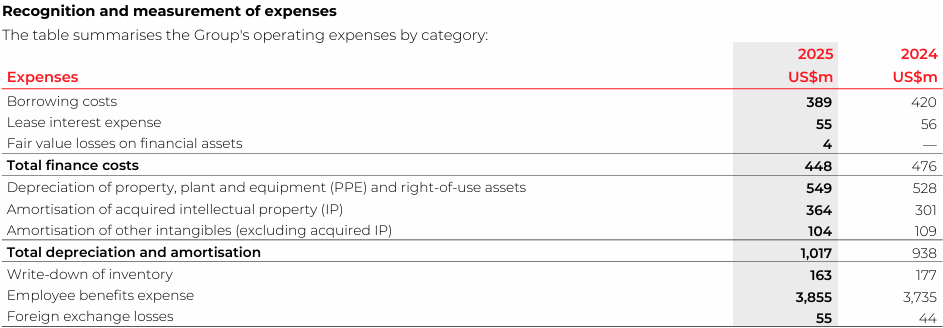 Recognition and measurement of expenses
The table summarises the Group's operating expenses by category:
2025 2024
Expenses US$m US$m
Borrowing costs 389 420
Lease interest expense 55 56
Fair value losses on financial assets 4 —
Total finance costs 448 476
Depreciation of property, plant and equipment (PPE) and right-of-use assets 549 528
Amortisation of acquired intellectual property (IP) 364 301
Amortisation of other intangibles (excluding acquired IP) 104 109
Total depreciation and amortisation 1,017 938
Write-down of inventory 163 177
Employee benefits expense 3,855 3,735
Foreign exchange losses 55 44